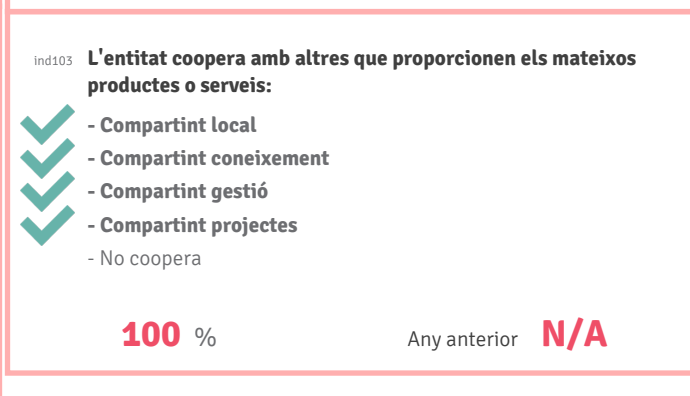 ind103 L'entitat coopera amb altres que proporcionen els mateixos
productes o serveis:
- Compartint local
- Compartint coneixement
- Compartint gestió
- Compartint projectes
- No coopera
100 % Any anterior N/A